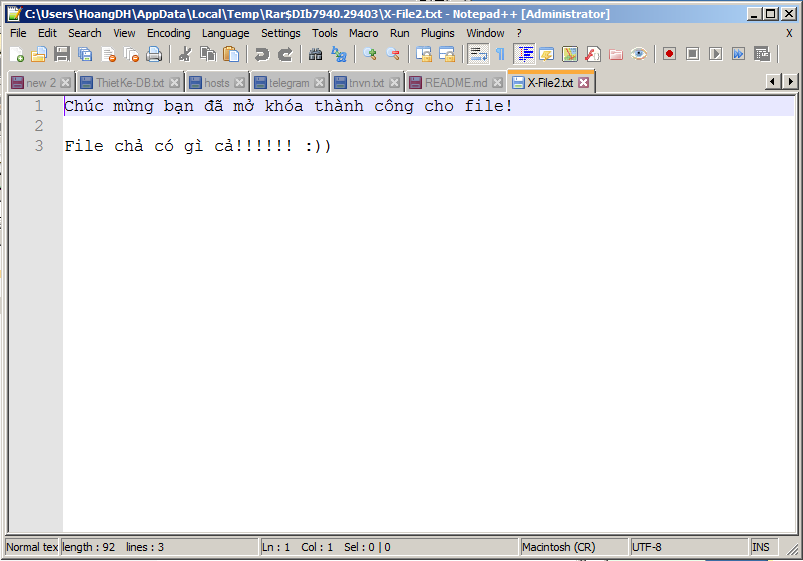 C:\Users\HoangDH\AppData\Local\Temp\Rar$DIb7940.29403\X-File2.txt - Notepad++ [Administrator]
File Edit Search View Encoding Language Settings Tools Macro Run Plugins Window ? X
new 2 ThietKe-DB.txt hosts telegram tnvn.txt README.md X-File2.txt
1 Chúc mừng bạn đã mở khóa thành công cho file!
2
3 File chả có gì cả!!!!!! :))
Normal tex length : 92 lines : 3 Ln : 1 Col : 1 Sel : 0 | 0 Macintosh (CR) UTF-8 INS